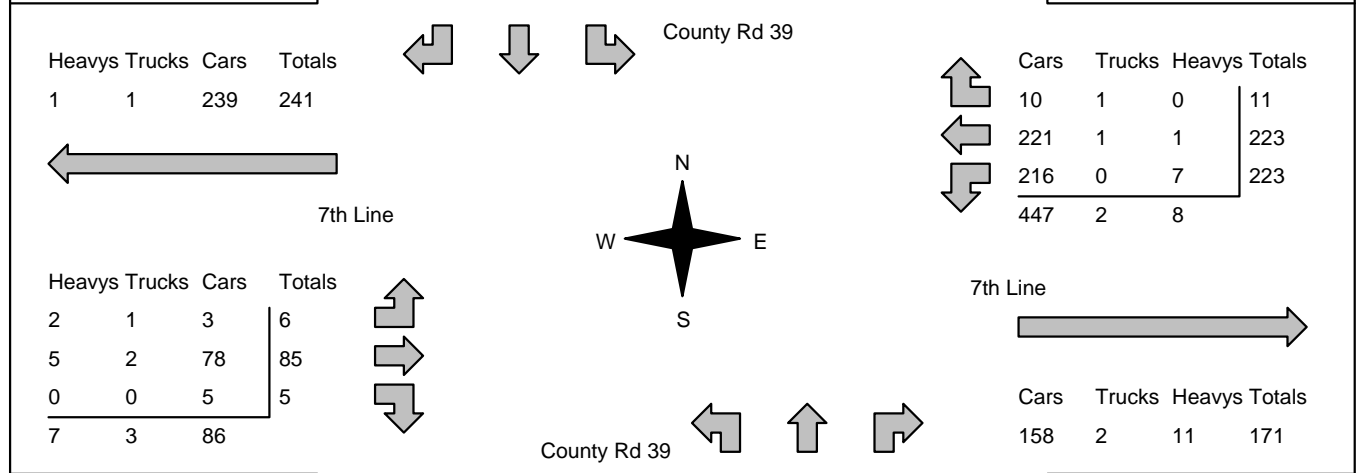 County Rd 39
Heavys Trucks Cars Totals
1 1 239 241
7th Line
Heavys Trucks Cars Totals
2 1 3 6
5 2 78 85
0 0 5 5
7 3 86
N
W E
S
County Rd 39
Cars Trucks Heavys Totals
10 1 0 11
221 1 1 223
216 0 7 223
447 2 8
7th Line
Cars Trucks Heavys Totals
158 2 11 171